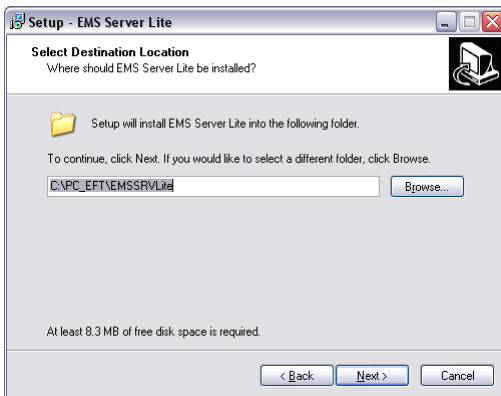 Setup - EMS Server Lite
Select Destination Location
Where should EMS Server Lite be installed?
Setup will install EMS Server Lite into the following folder.
To continue, click Next. If you would like to select a different folder, click Browse.
C:\PC_EFT\EMSSRVLite
Browse...
At least 8.3 MB of free disk space is required.
< Back
Next >
Cancel